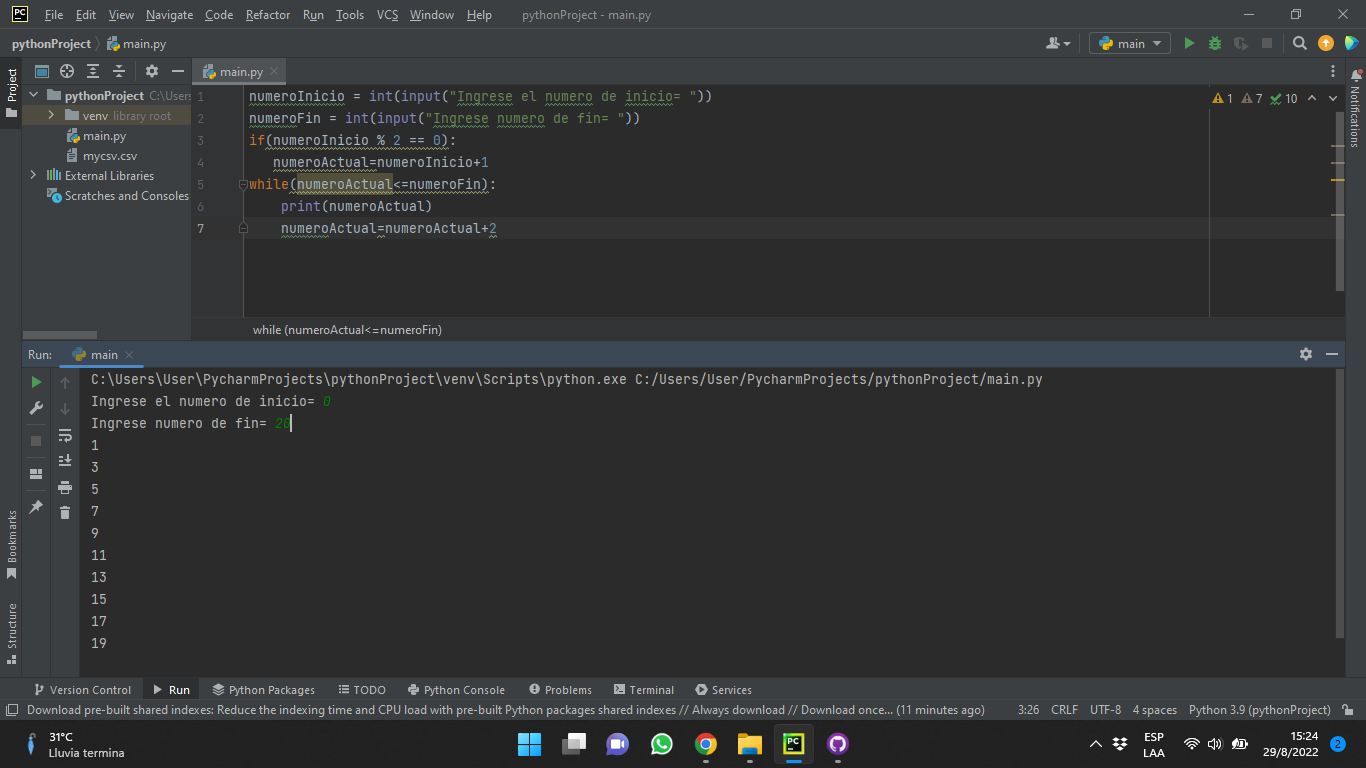 PC File Edit View Navigate Code Refactor Run Tools VCS Window Help pythonProject - main.py
pythonProject main.py main
Project main.py Notifications
pythonProject C:\Users
venv library root
main.py
mycsv.csv
External Libraries
Scratches and Consoles
1 7 10
1 numeroInicio = int(input("Ingrese el numero de inicio= "))
2 numeroFin = int(input("Ingrese numero de fin= "))
3 if(numeroInicio % 2 == 0):
4 numeroActual=numeroInicio+1
5 while(numeroActual<=numeroFin):
6 print(numeroActual)
7 numeroActual=numeroActual+2
while (numeroActual<=numeroFin)
Run: main
C:\Users\User\PycharmProjects\pythonProject\venv\Scripts\python.exe C:/Users/User/PycharmProjects/pythonProject/main.py
Ingrese el numero de inicio= 0
Ingrese numero de fin= 20
1
3
5
7
9
11
13
15
17
19
Bookmarks
Structure
Version Control Run Python Packages TODO Python Console Problems Terminal Services
Download pre-built shared indexes: Reduce the indexing time and CPU load with pre-built Python packages shared indexes // Always download // Download once... (11 minutes ago) 3:26 CRLF UTF-8 4 spaces Python 3.9 (pythonProject)
31°C
Lluvia termina
PC
ESP
LAA
15:24
29/8/2022
2